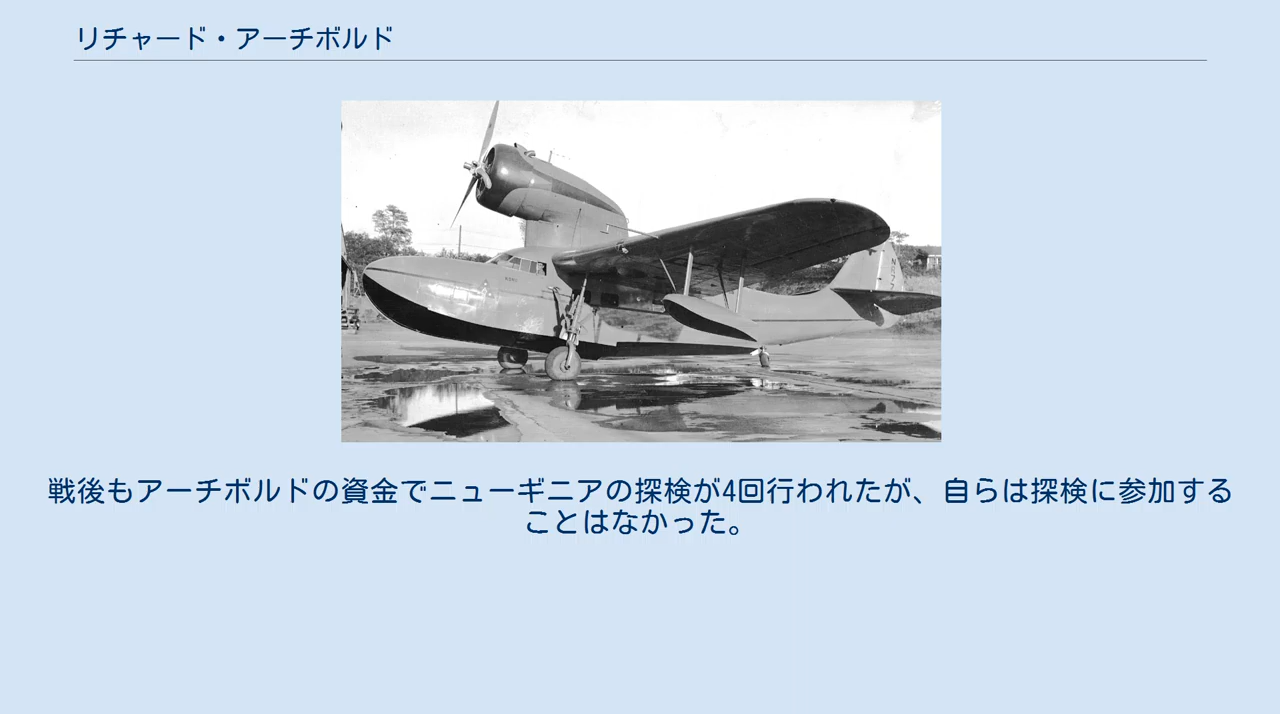 リチャード・アーチボルド
戦後もアーチボルドの資金でニューギニアの探検が4回行われたが、自らは探検に参加する
ことはなかった。